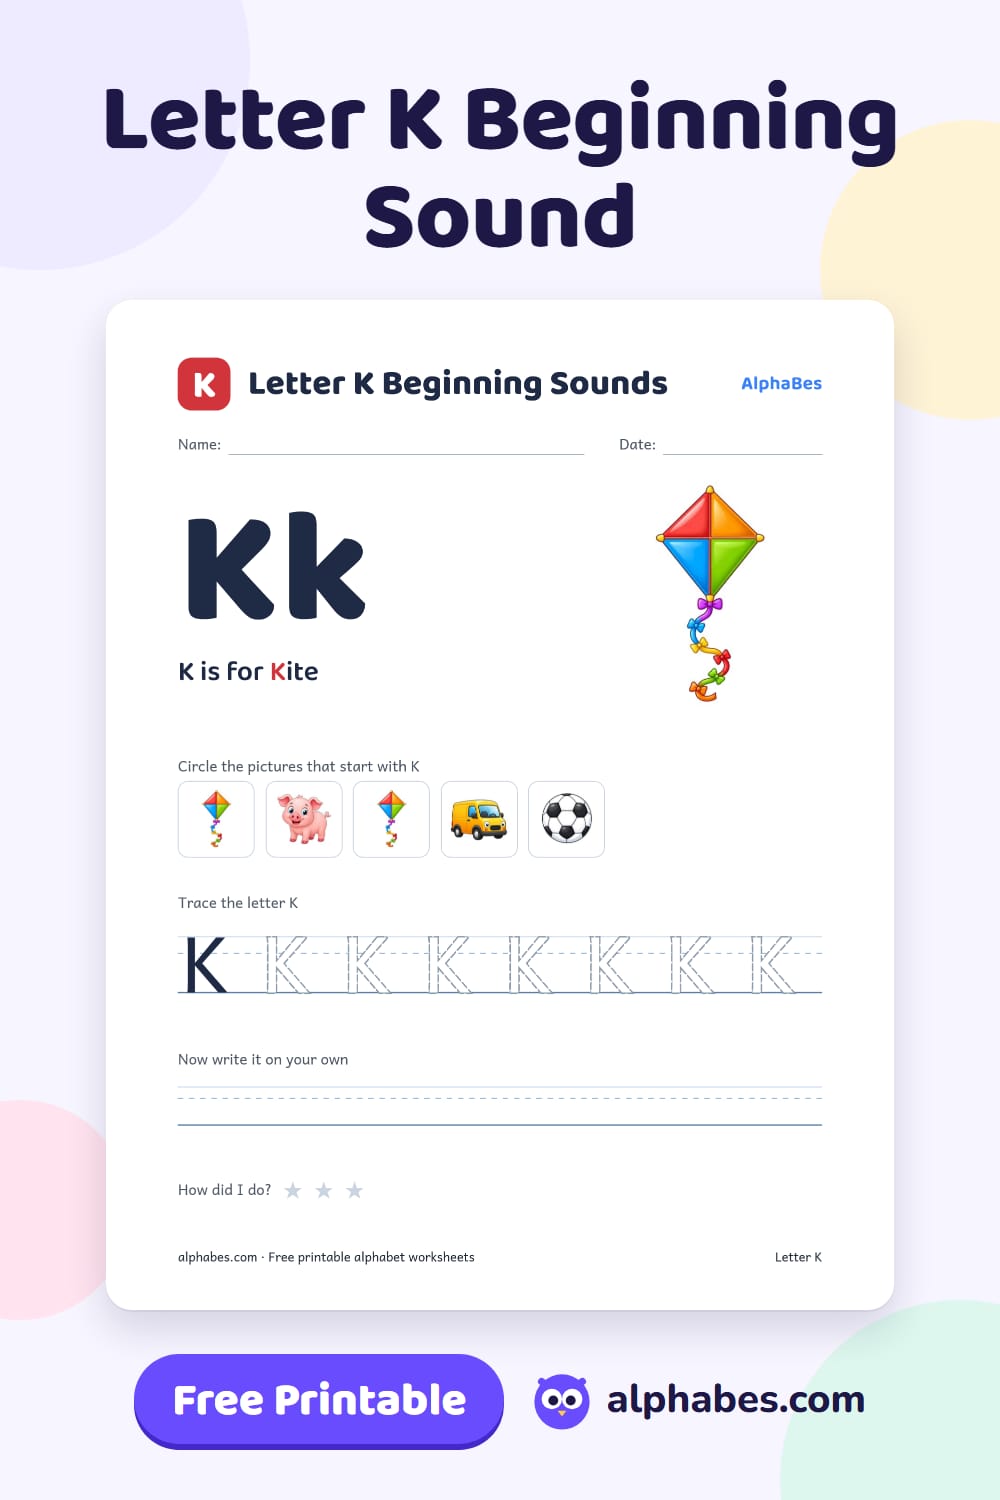 Letter K Beginning
Sound
K Letter K Beginning Sounds AlphaBes
Name: Date:
Kk
K is for Kite
Circle the pictures that start with K
Trace the letter K
K K K K K K K K
Now write it on your own
How did I do?
alphabes.com · Free printable alphabet worksheets Letter K
Free Printable alphabes.com